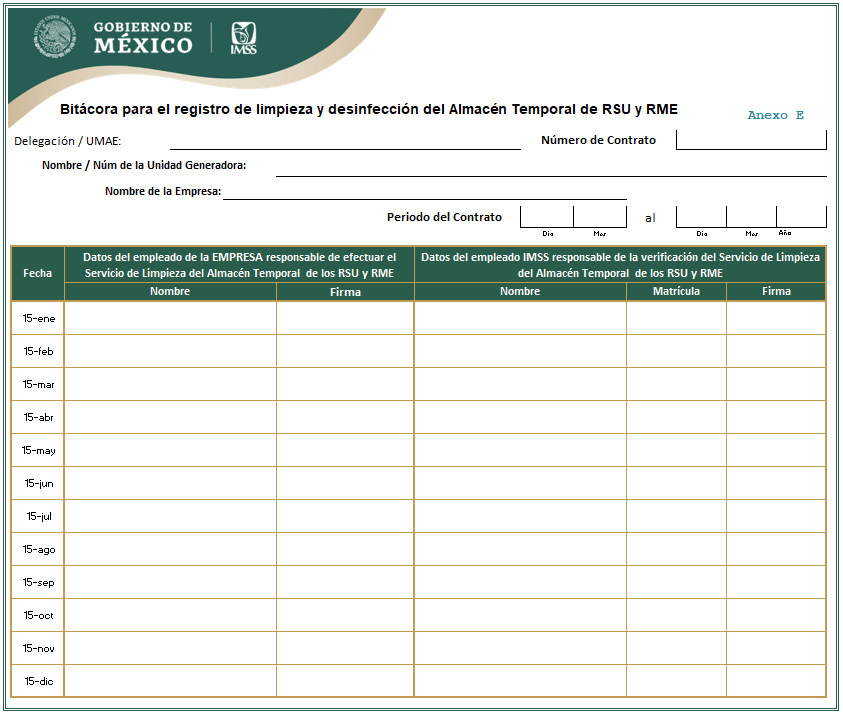 GOBIERNO DE
MÉXICO
IMSS
Bitácora para el registro de limpieza y desinfección del Almacén Temporal de RSU y RME
Anexo E
Delegación / UMAE:
Número de Contrato
Nombre / Núm de la Unidad Generadora:
Nombre de la Empresa:
Periodo del Contrato
al
Dia Mes Dia Mes Año
Fecha
Datos del empleado de la EMPRESA responsable de efectuar el
Servicio de Limpieza del Almacén Temporal de los RSU y RME
Datos del empleado IMSS responsable de la verificación del Servicio de Limpieza
del Almacén Temporal de los RSU y RME
Nombre Firma Nombre Matrícula Firma
15-ene
15-feb
15-mar
15-abr
15-may
15-jun
15-jul
15-ago
15-sep
15-oct
15-nov
15-dic